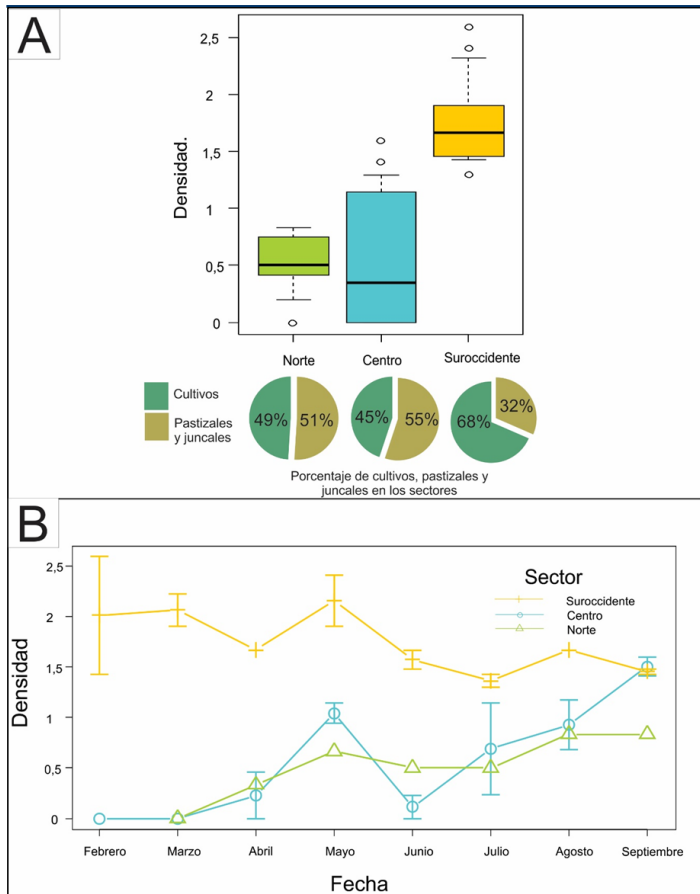 A
2,5
2
1,5
1
0,5
0
Densidad.
Norte Centro Suroccidente
Cultivos
Pastizales
y juncales
49% 51% 45% 55% 68% 32%
Porcentaje de cultivos, pastizales y
juncales en los sectores
B
2,5
2
1,5
1
0,5
0
Densidad
Sector
Suroccidente
Centro
Norte
Febrero Marzo Abril Mayo Junio Julio Agosto Septiembre
Fecha